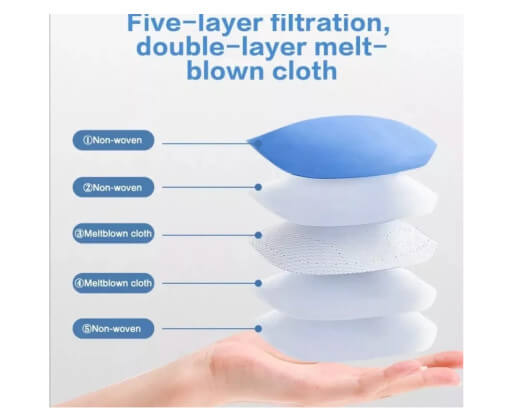 Five-layer filtration,
double-layer melt-
blown cloth
①Non-woven
②Non-woven
③Meltblown cloth
④Meltblown cloth
⑤Non-woven